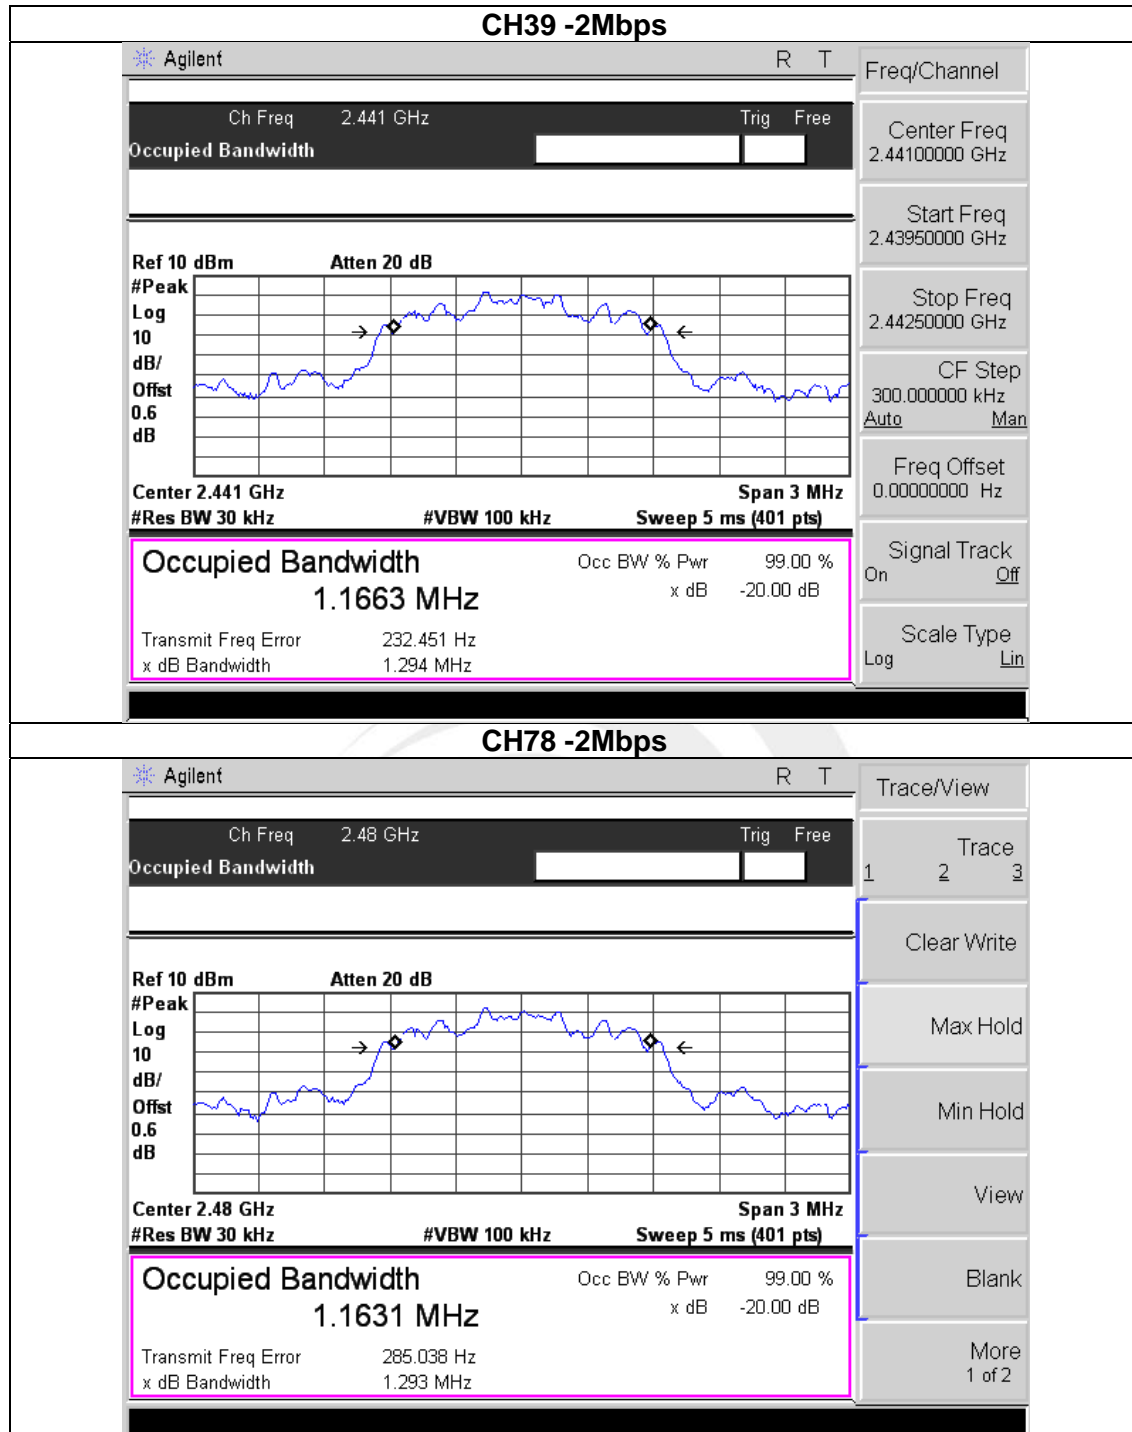 CH39 -2Mbps
Agilent R T
Freq/Channel
Ch Freq 2.441 GHz Trig Free
Occupied Bandwidth
Center Freq
2.44100000 GHz
Start Freq
2.43950000 GHz
Stop Freq
2.44250000 GHz
CF Step
300.000000 kHz
Auto Man
Freq Offset
0.00000000 Hz
Signal Track
On Off
Scale Type
Log Lin
Ref 10 dBm Atten 20 dB
#Peak
Log
10
dB/
Offst
0.6
dB
Center 2.441 GHz Span 3 MHz
#Res BW 30 kHz #VBW 100 kHz Sweep 5 ms (401 pts)
Occupied Bandwidth Occ BW % Pwr 99.00 %
1.1663 MHz x dB -20.00 dB
Transmit Freq Error 232.451 Hz
x dB Bandwidth 1.294 MHz
CH78 -2Mbps
Agilent R T
Trace/View
Ch Freq 2.48 GHz Trig Free
Occupied Bandwidth
Trace
1 2 3
Clear Write
Max Hold
Min Hold
View
Blank
More
1 of 2
Ref 10 dBm Atten 20 dB
#Peak
Log
10
dB/
Offst
0.6
dB
Center 2.48 GHz Span 3 MHz
#Res BW 30 kHz #VBW 100 kHz Sweep 5 ms (401 pts)
Occupied Bandwidth Occ BW % Pwr 99.00 %
1.1631 MHz x dB -20.00 dB
Transmit Freq Error 285.038 Hz
x dB Bandwidth 1.293 MHz